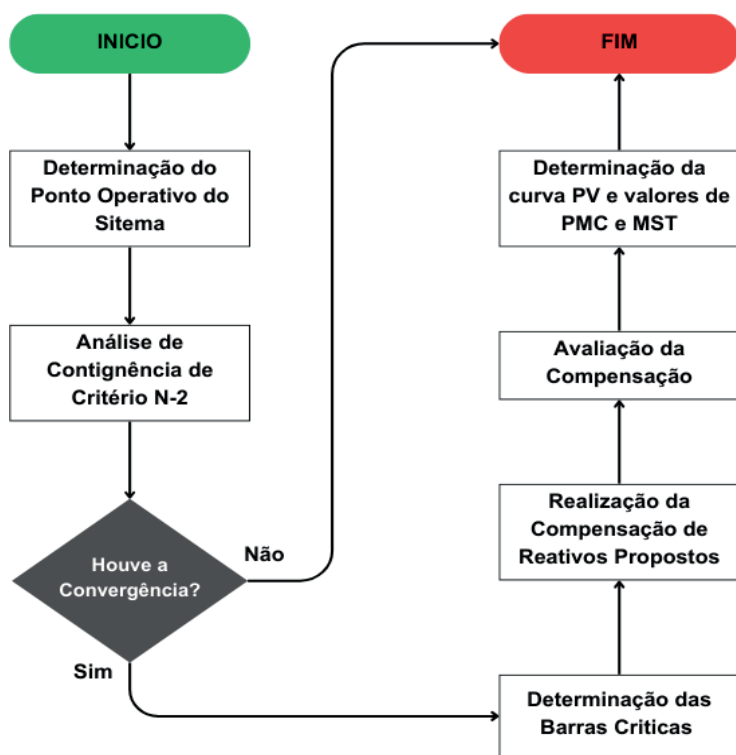 INICIO
Determinação do
Ponto Operativo do
Sitema
Análise de
Contignência de
Critério N-2
Houve a
Convergência?
Não
Sim
Determinação das
Barras Criticas
Realização da
Compensação de
Reativos Propostos
Avaliação da
Compensação
Determinação da
curva PV e valores de
PMC e MST
FIM